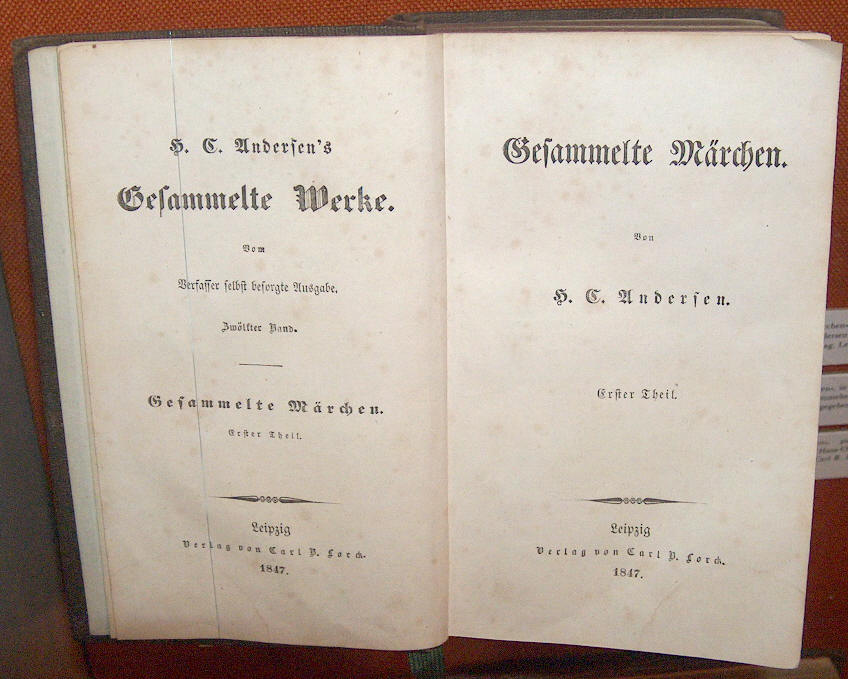 H. C. Andersen's
Gesammelte Werke.
Vom
Verfasser selbst besorgte Ausgabe.
Zwölfter Band.
Gesammelte Märchen.
Erster Theil.
Leipzig
Verlag von Carl B. Lorck.
1847.
Gesammelte Märchen.
Von
H. C. Andersen.
Erster Theil.
Leipzig
Verlag von Carl B. Lorck.
1847.